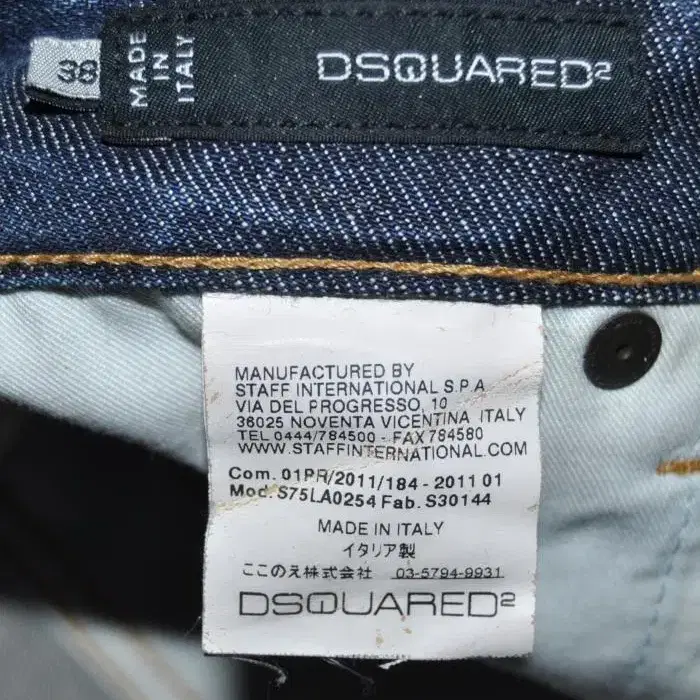 38
MADE
IN
ITALY
DSQUARED²
MANUFACTURED BY
STAFF INTERNATIONAL S.P.A
VIA DEL PROGRESSO, 10
36025 NOVENTA VICENTINA ITALY
TEL 0444/784500 - FAX 784580
WWW.STAFFINTERNATIONAL.COM
Com. 01PR/2011/184 - 2011 01
Mod. S75LA0254 Fab. S30144
MADE IN ITALY
イタリア製
ここのえ株式会社 03-5794-9931
DSQUARED²